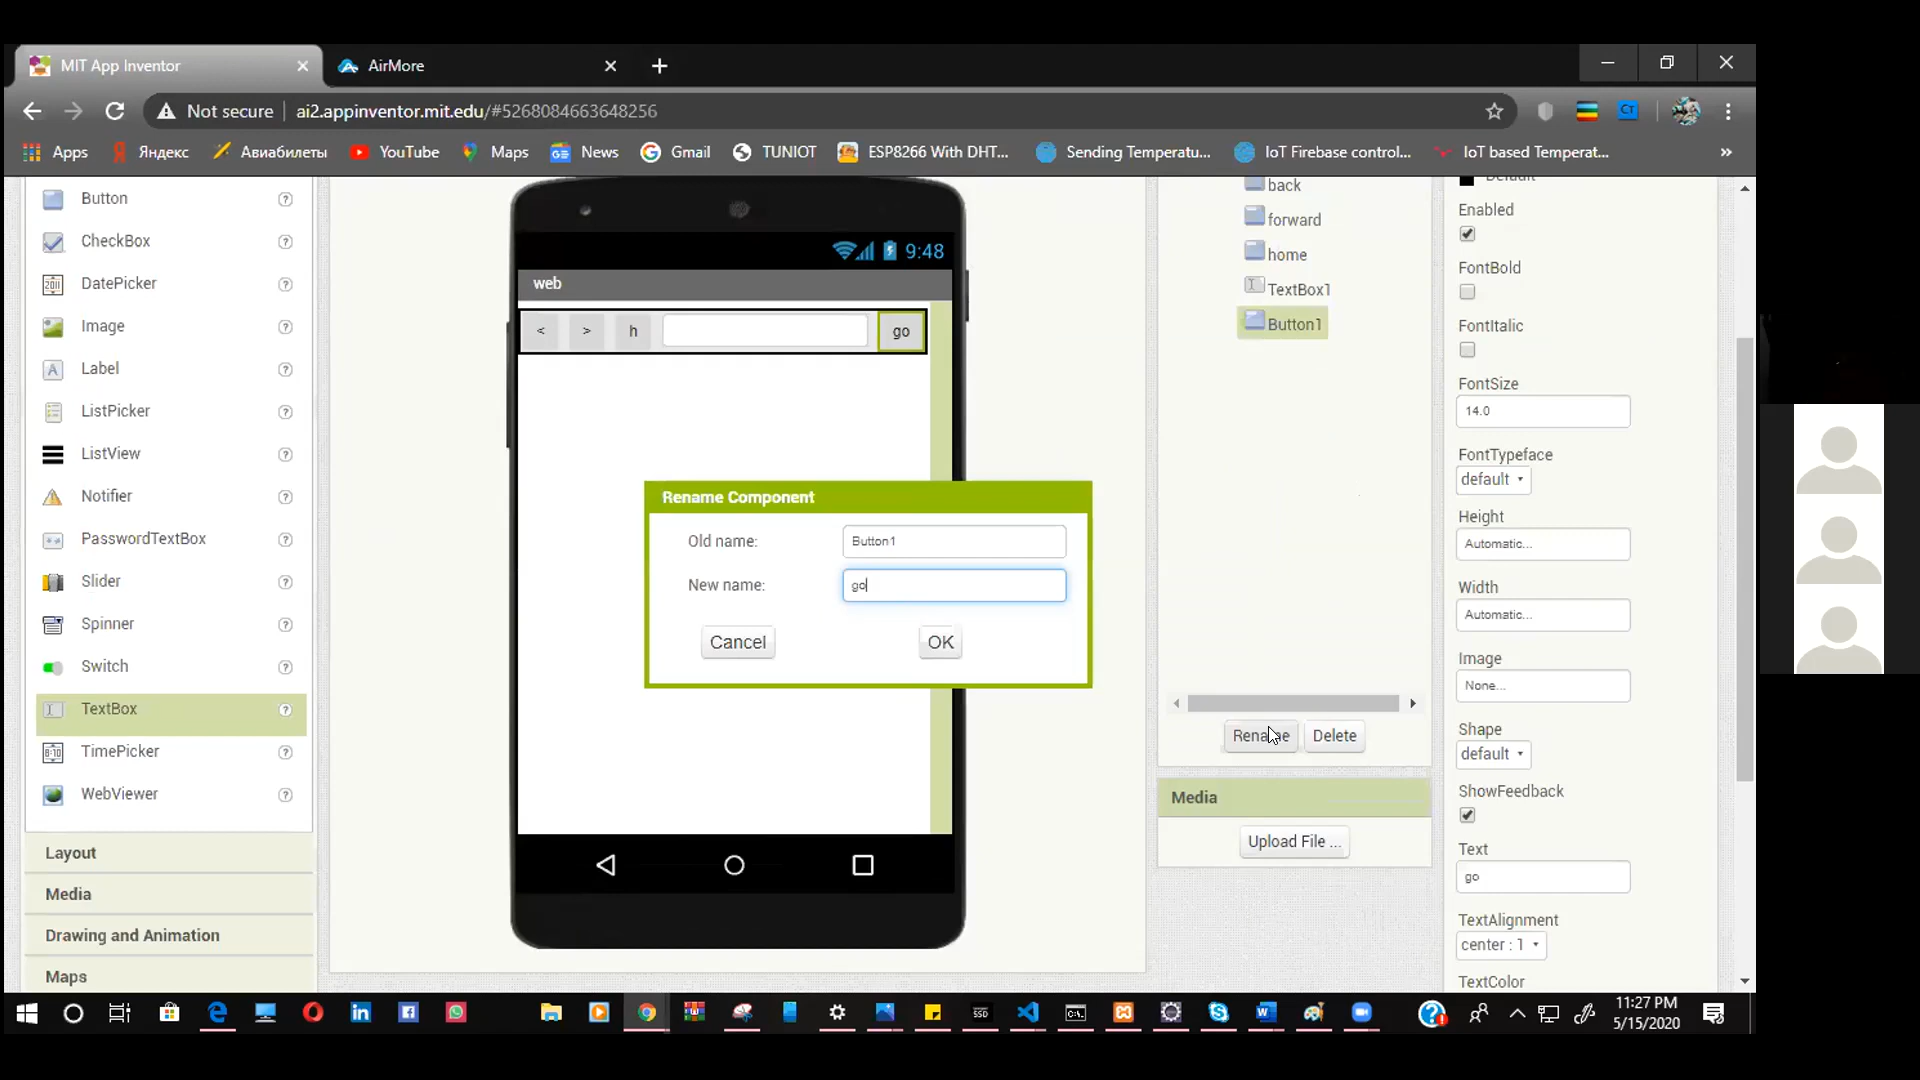 MIT App Inventor
AirMore
Not secure
ai2.appinventor.mit.edu/#5268084663648256
Apps
Яндекс
Авиабилеты
YouTube
Maps
News
Gmail
TUNIOT
ESP8266 With DHT...
Sending Temperatu...
IoT Firebase control...
IoT based Temperat...
»
Button
CheckBox
DatePicker
Image
Label
ListPicker
ListView
Notifier
PasswordTextBox
Slider
Spinner
Switch
TextBox
TimePicker
WebViewer
Layout
Media
Drawing and Animation
Maps
9:48
web
< > h go
Rename Component
Old name: Button1
New name: go
Cancel OK
back
forward
home
TextBox1
Button1
Rename Delete
Media
Upload File ...
Default
Enabled
FontBold
FontItalic
FontSize
14.0
FontTypeface
default
Height
Automatic...
Width
Automatic...
Image
None...
Shape
default
ShowFeedback
Text
go
TextAlignment
center : 1
TextColor
11:27 PM
5/15/2020